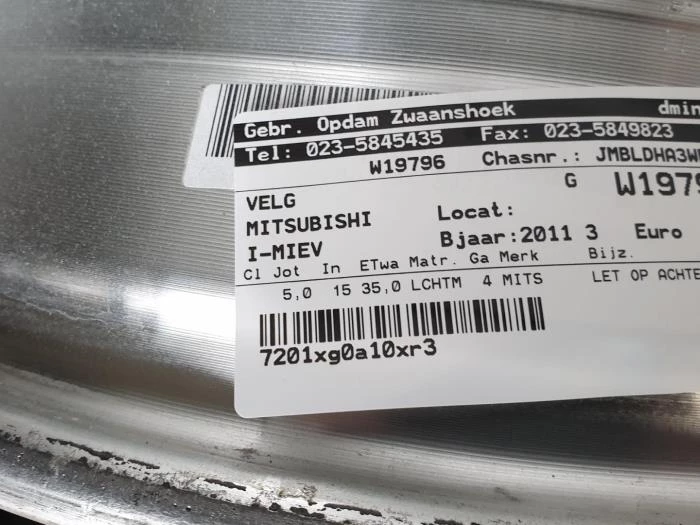 Gebr. Opdam Zwaanshoek
Tel: 023-5845435 Fax: 023-5849823
W19796 Chasnr.: JMBLDHA3W
G
VELG
MITSUBISHI Locat:
I-MIEV Bjaar:2011 3 Euro
Cl Jot In ETwa Matr. Ga Merk Bijz.
5,0 15 35,0 LCHTM 4 MITS LET OP ACHTE
7201xg0a10xr3